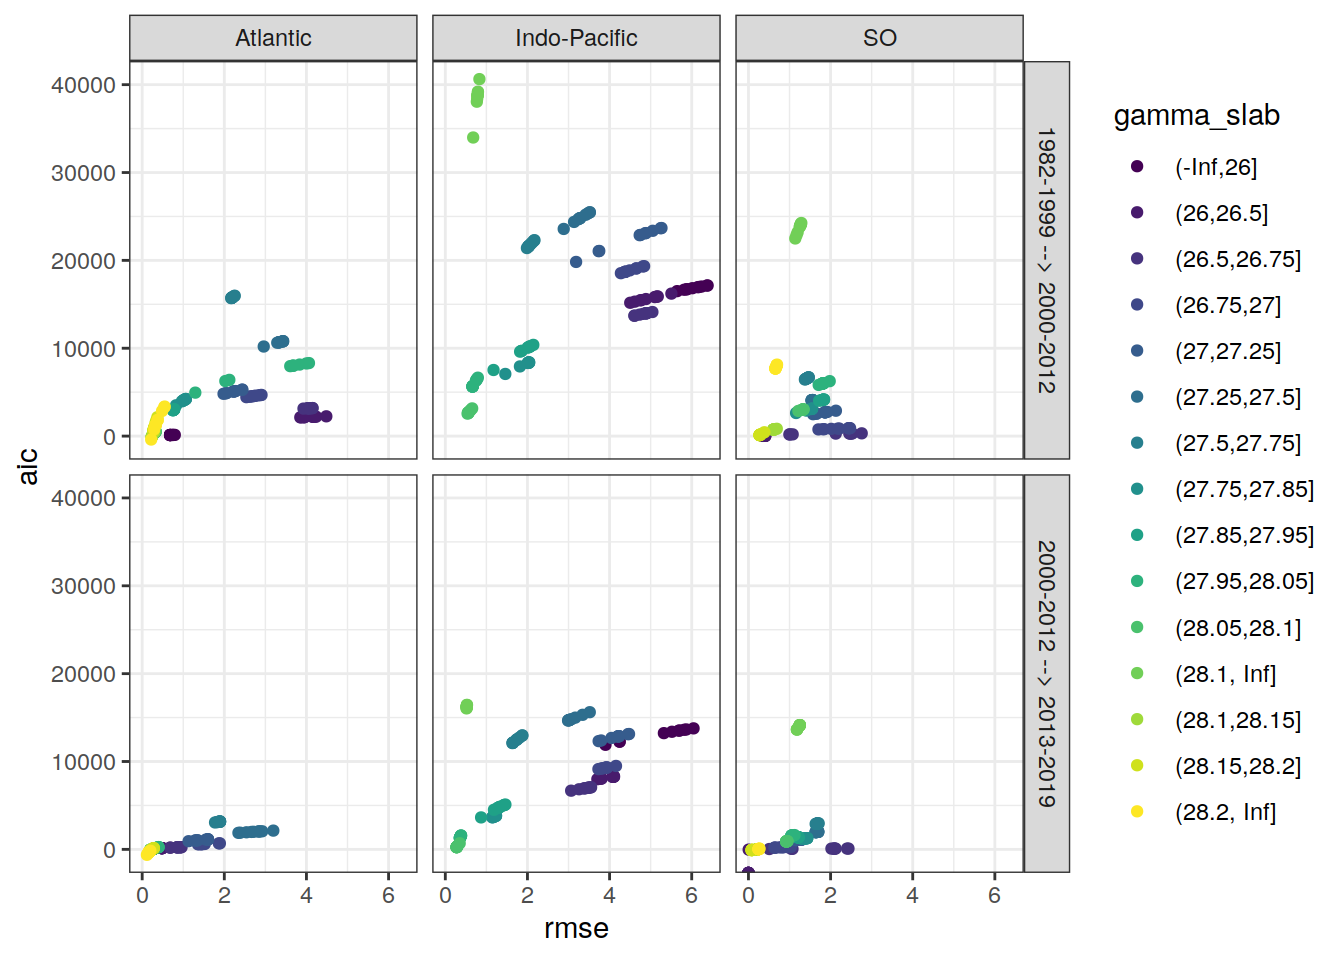 Atlantic Indo-Pacific SO
40000
30000
20000
10000
0
1982-1999 --> 2000-2012
aic
40000
30000
20000
10000
0
2000-2012 --> 2013-2019
0 2 4 6 0 2 4 6 0 2 4 6
rmse
gamma_slab
(-Inf,26]
(26,26.5]
(26.5,26.75]
(26.75,27]
(27,27.25]
(27.25,27.5]
(27.5,27.75]
(27.75,27.85]
(27.85,27.95]
(27.95,28.05]
(28.05,28.1]
(28.1, Inf]
(28.1,28.15]
(28.15,28.2]
(28.2, Inf]